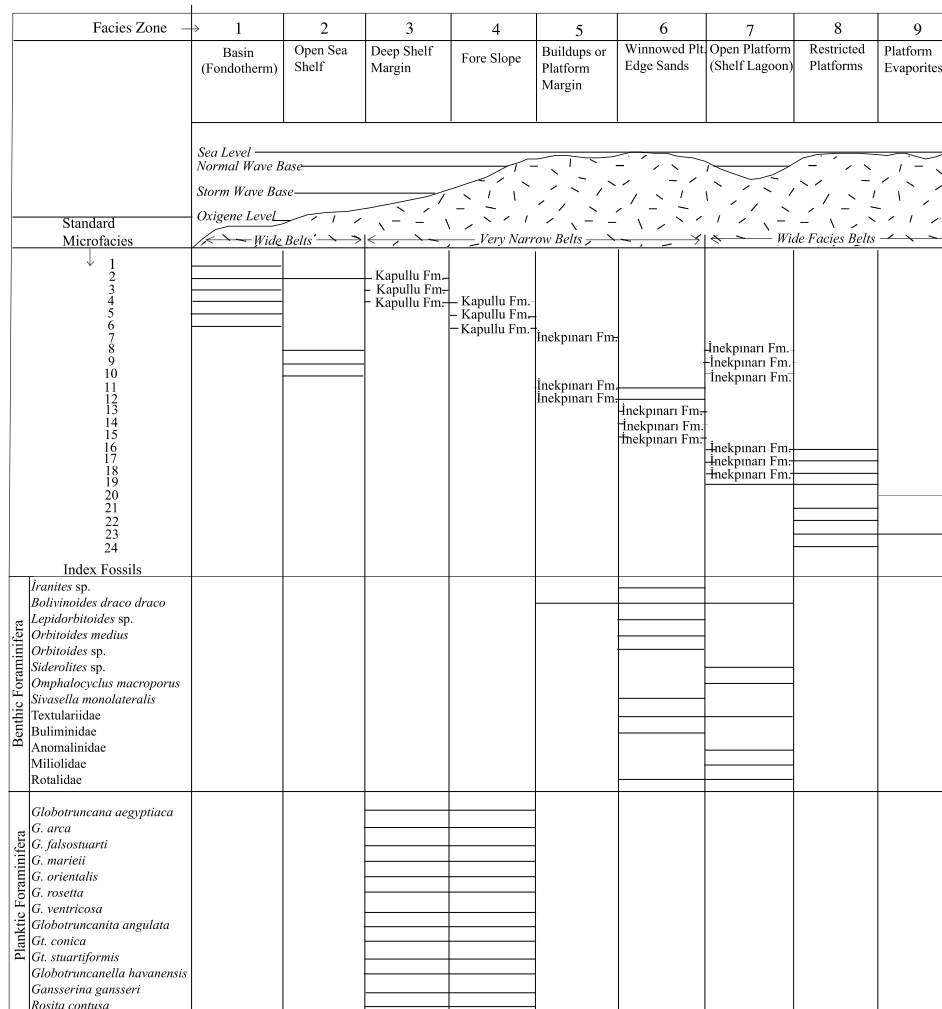 Facies Zone → 1 2 3 4 5 6 7 8 9
Basin (Fondotherm)
Open Sea Shelf
Deep Shelf Margin
Fore Slope
Buildups or Platform Margin
Winnowed Plt. Edge Sands
Open Platform (Shelf Lagoon)
Restricted Platforms
Platform Evaporites
Sea Level
Normal Wave Base
Storm Wave Base
Oxigene Level
Standard Microfacies
Wide Belts
Very Narrow Belts
Wide Facies Belts
1
2 Kapullu Fm.
3 Kapullu Fm.
4 Kapullu Fm. Kapullu Fm.
5 Kapullu Fm.
6 Kapullu Fm.
7 İnekpınarı Fm.
8 İnekpınarı Fm.
9 İnekpınarı Fm.
10 İnekpınarı Fm.
11 İnekpınarı Fm.
12 İnekpınarı Fm.
13 İnekpınarı Fm.
14 İnekpınarı Fm.
15 İnekpınarı Fm.
16 İnekpınarı Fm.
17 İnekpınarı Fm.
18 İnekpınarı Fm.
19
20
21
22
23
24
Index Fossils
Benthic Foraminifera
İranites sp.
Bolivinoides draco draco
Lepidorbitoides sp.
Orbitoides medius
Orbitoides sp.
Siderolites sp.
Omphalocyclus macroporus
Sivasella monolateralis
Textulariidae
Buliminidae
Anomalinidae
Miliolidae
Rotalidae
Planktic Foraminifera
Globotruncana aegyptiaca
G. arca
G. falsostuarti
G. marieii
G. orientalis
G. rosetta
G. ventricosa
Globotruncanita angulata
Gt. conica
Gt. stuartiformis
Globotruncanella havanensis
Gansserina gansseri
Rosita contusa